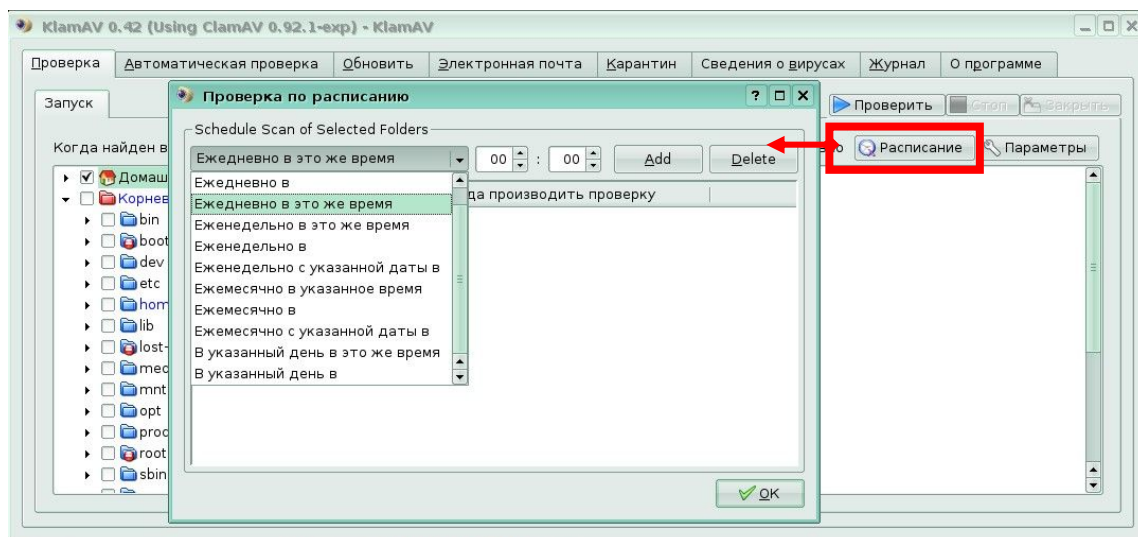 KlamAV 0.42 (Using ClamAV 0.92.1-exp) - KlamAV
Проверка Автоматическая проверка Обновить Электронная почта Карантин Сведения о вирусах Журнал О программе
Запуск
Проверить Стоп Закрыть
Когда найден в
Расписание Параметры
Проверка по расписанию
Schedule Scan of Selected Folders
Ежедневно в это же время 00 : 00 Add Delete
да производить проверку
Ежедневно в
Ежедневно в это же время
Еженедельно в это же время
Еженедельно в
Еженедельно с указанной даты в
Ежемесячно в указанное время
Ежемесячно в
Ежемесячно с указанной даты в
В указанный день в это же время
В указанный день в
OK
Домаш
Корнев
bin
boot
dev
etc
hom
lib
lost-
med
mnt
opt
proc
root
sbin